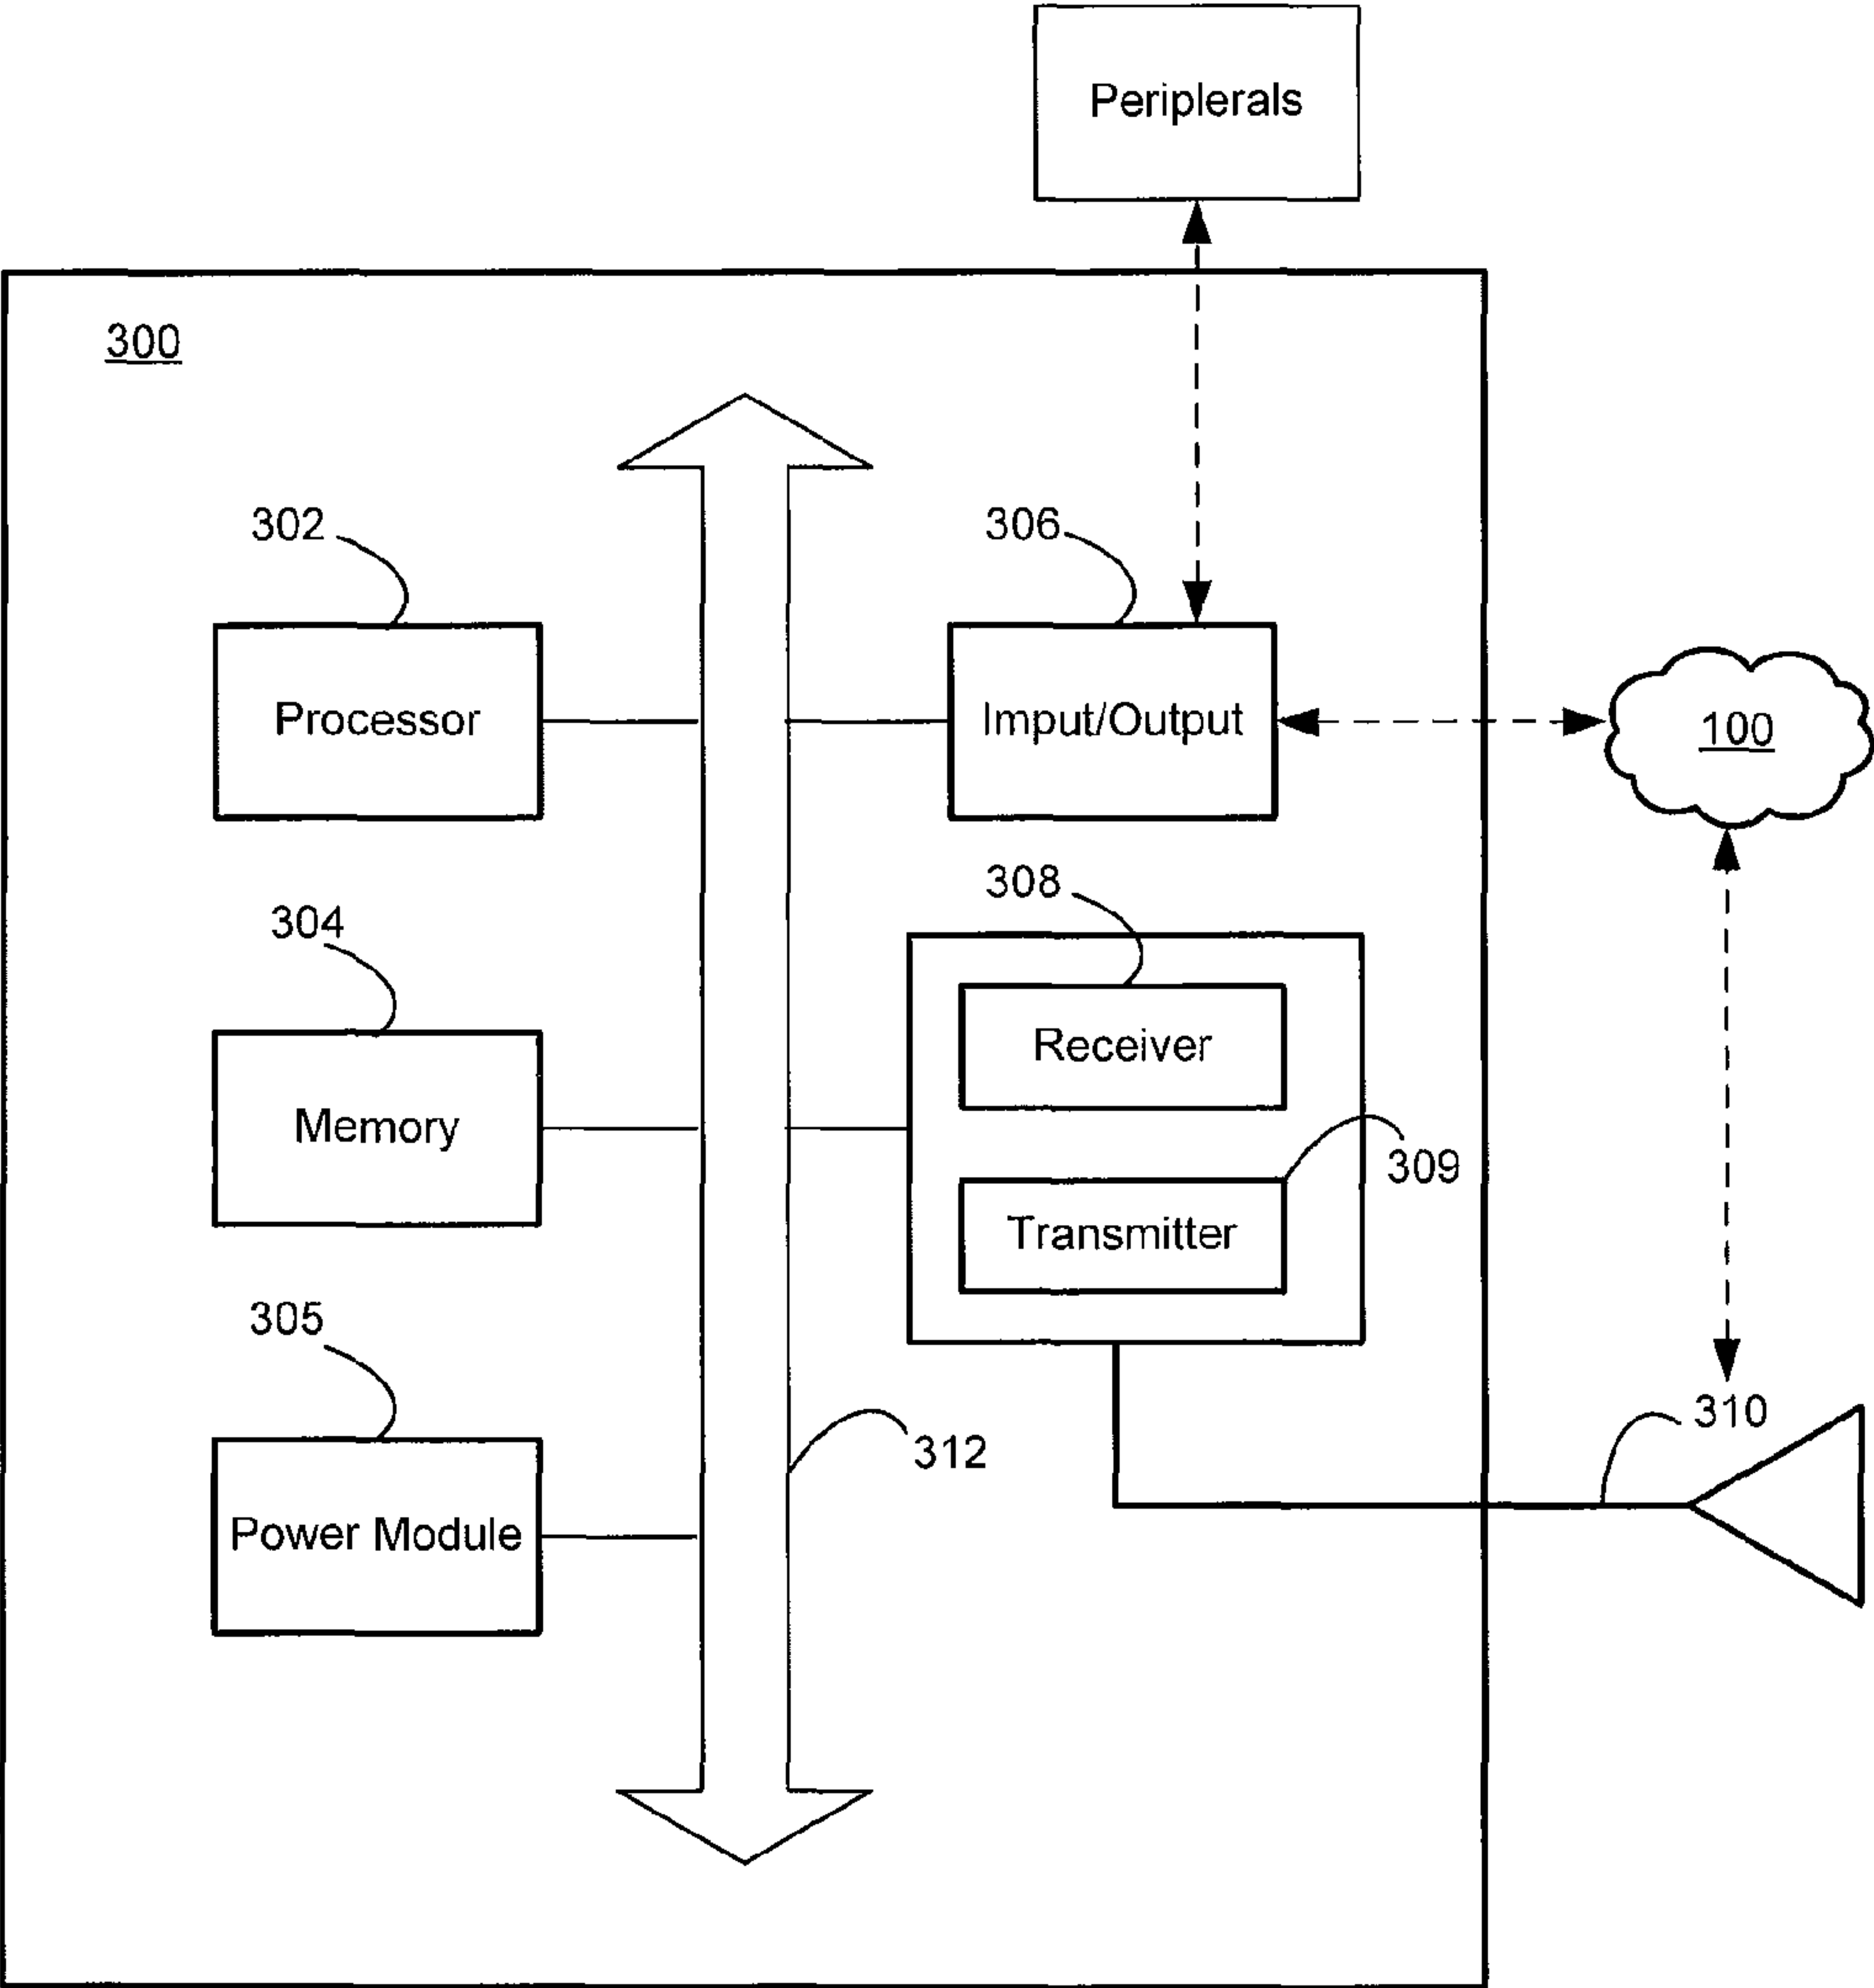 Periplerals
300
302
306
Processor
Imput/Output
100
308
304
Receiver
Memory
309
Transmitter
305
310
312
Power Module